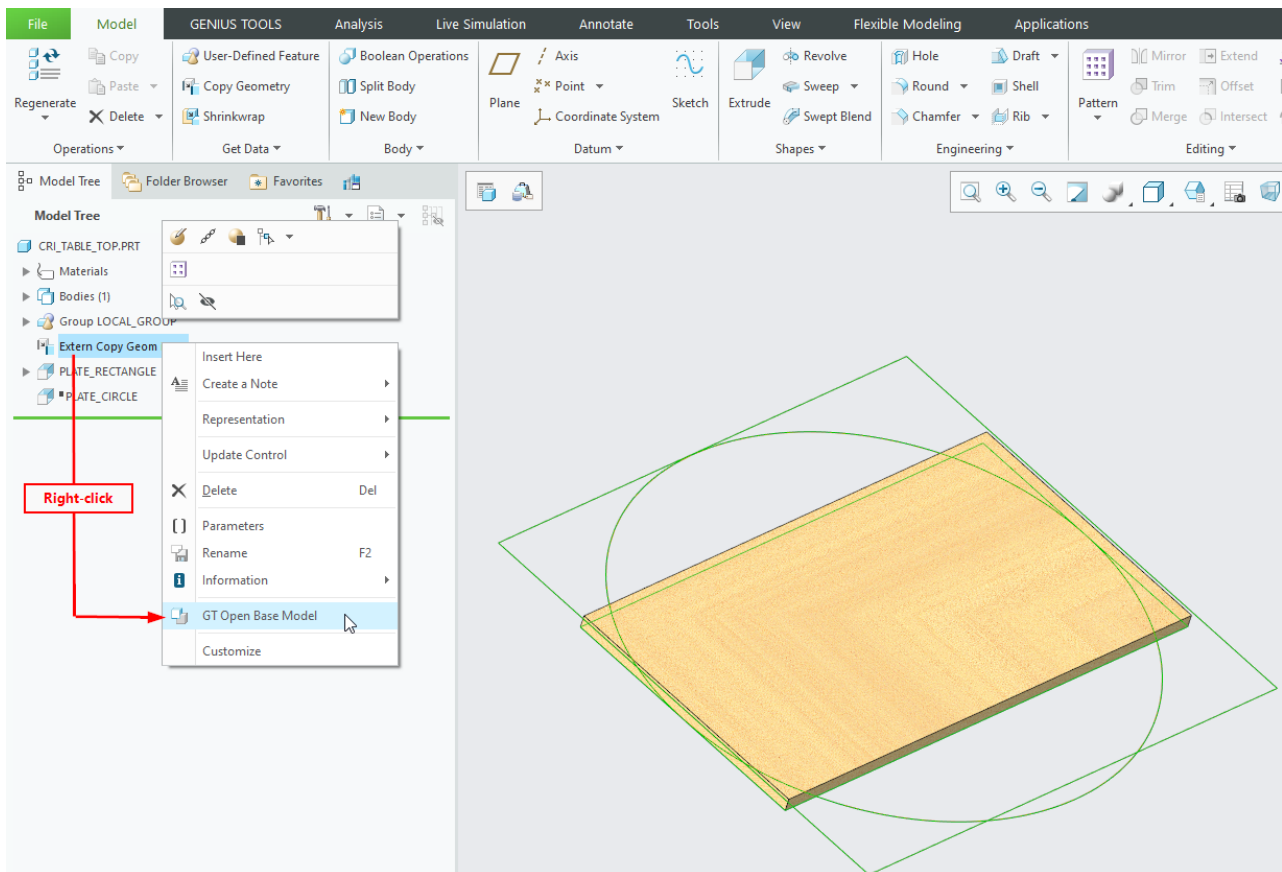 File Model GENIUS TOOLS Analysis Live Simulation Annotate Tools View Flexible Modeling Applications
Copy User-Defined Feature Boolean Operations Axis Revolve Hole Draft Mirror Extend
Paste Copy Geometry Split Body Point Sweep Round Shell Trim Offset
Regenerate Plane Sketch Extrude Pattern
Delete Shrinkwrap New Body Coordinate System Swept Blend Chamfer Rib Merge Intersect
Operations Get Data Body Datum Shapes Engineering Editing
Model Tree Folder Browser Favorites
Model Tree
CRI_TABLE_TOP.PRT
Materials
Bodies (1)
Group LOCAL_GROUP
Extern Copy Geom
PLATE_RECTANGLE
PLATE_CIRCLE
Insert Here
Create a Note
Representation
Update Control
Delete Del
Parameters
Rename F2
Information
GT Open Base Model
Customize
Right-click